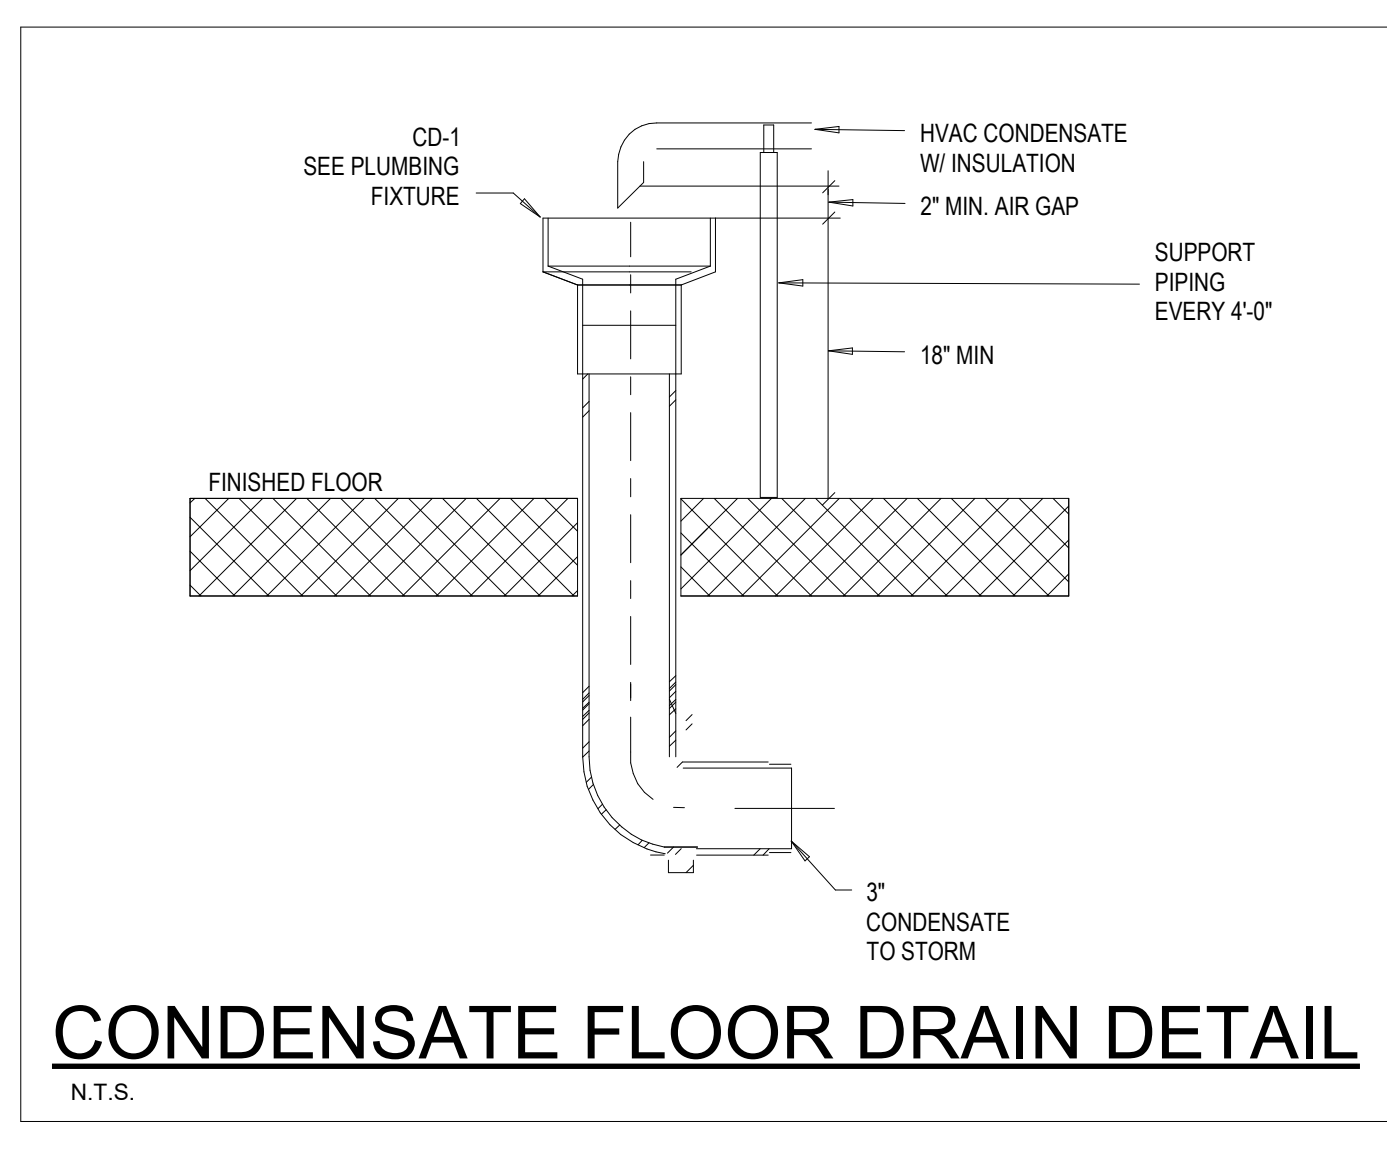 CD-1
SEE PLUMBING
FIXTURE
HVAC CONDENSATE
W/ INSULATION
2" MIN. AIR GAP
SUPPORT
PIPING
EVERY 4'-0"
18" MIN
FINISHED FLOOR
3"
CONDENSATE
TO STORM
CONDENSATE FLOOR DRAIN DETAIL
N.T.S.